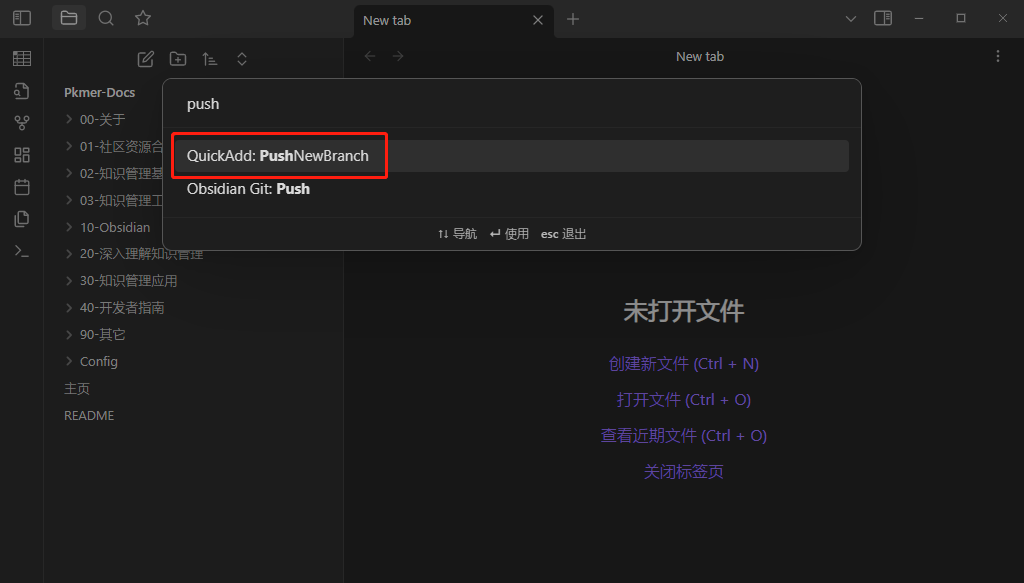 New tab
New tab
Pkmer-Docs
00-关于
01-社区资源合
02-知识管理基
03-知识管理工
10-Obsidian
20-深入理解知识管理
30-知识管理应用
40-开发者指南
90-其它
Config
主页
README
push
QuickAdd: PushNewBranch
Obsidian Git: Push
↑↓ 导航 ↵ 使用 esc 退出
未打开文件
创建新文件 (Ctrl + N)
打开文件 (Ctrl + O)
查看近期文件 (Ctrl + O)
关闭标签页